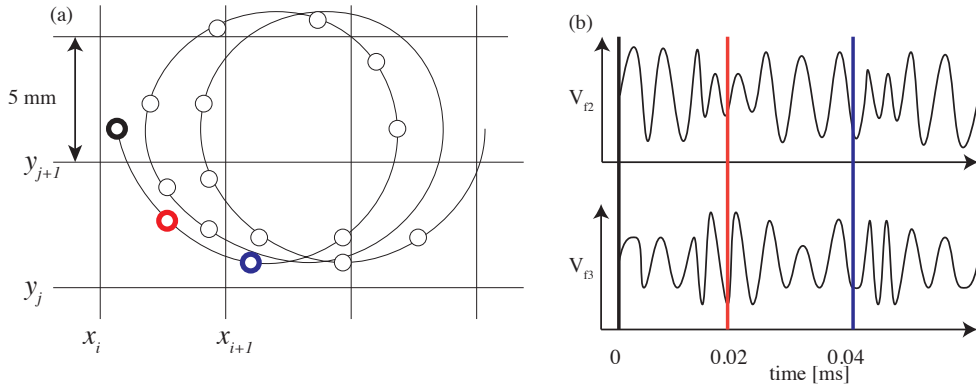 (a)
5 mm
y_{j+1}
y_j
x_i
x_{i+1}
(b)
V_{f2}
V_{f3}
0
0.02
0.04
time [ms]